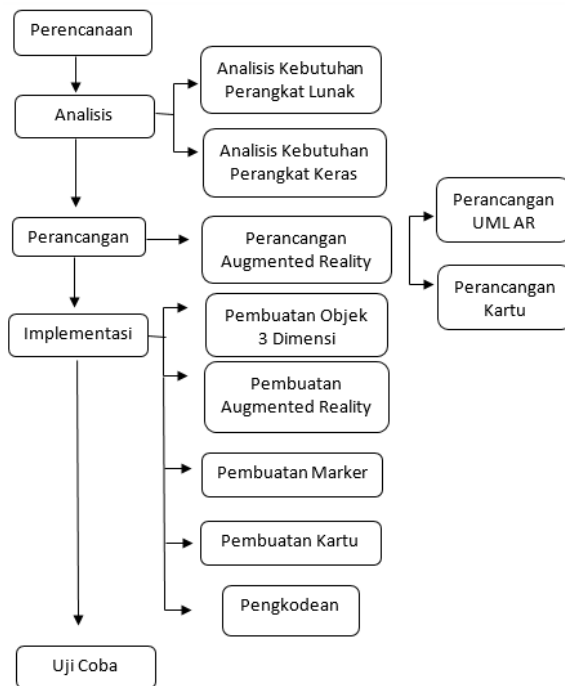 Perencanaan
Analisis
Analisis Kebutuhan
Perangkat Lunak
Analisis Kebutuhan
Perangkat Keras
Perancangan
Perancangan
Augmented Reality
Perancangan
UML AR
Perancangan
Kartu
Implementasi
Pembuatan Objek
3 Dimensi
Pembuatan
Augmented Reality
Pembuatan Marker
Pembuatan Kartu
Pengkodean
Uji Coba